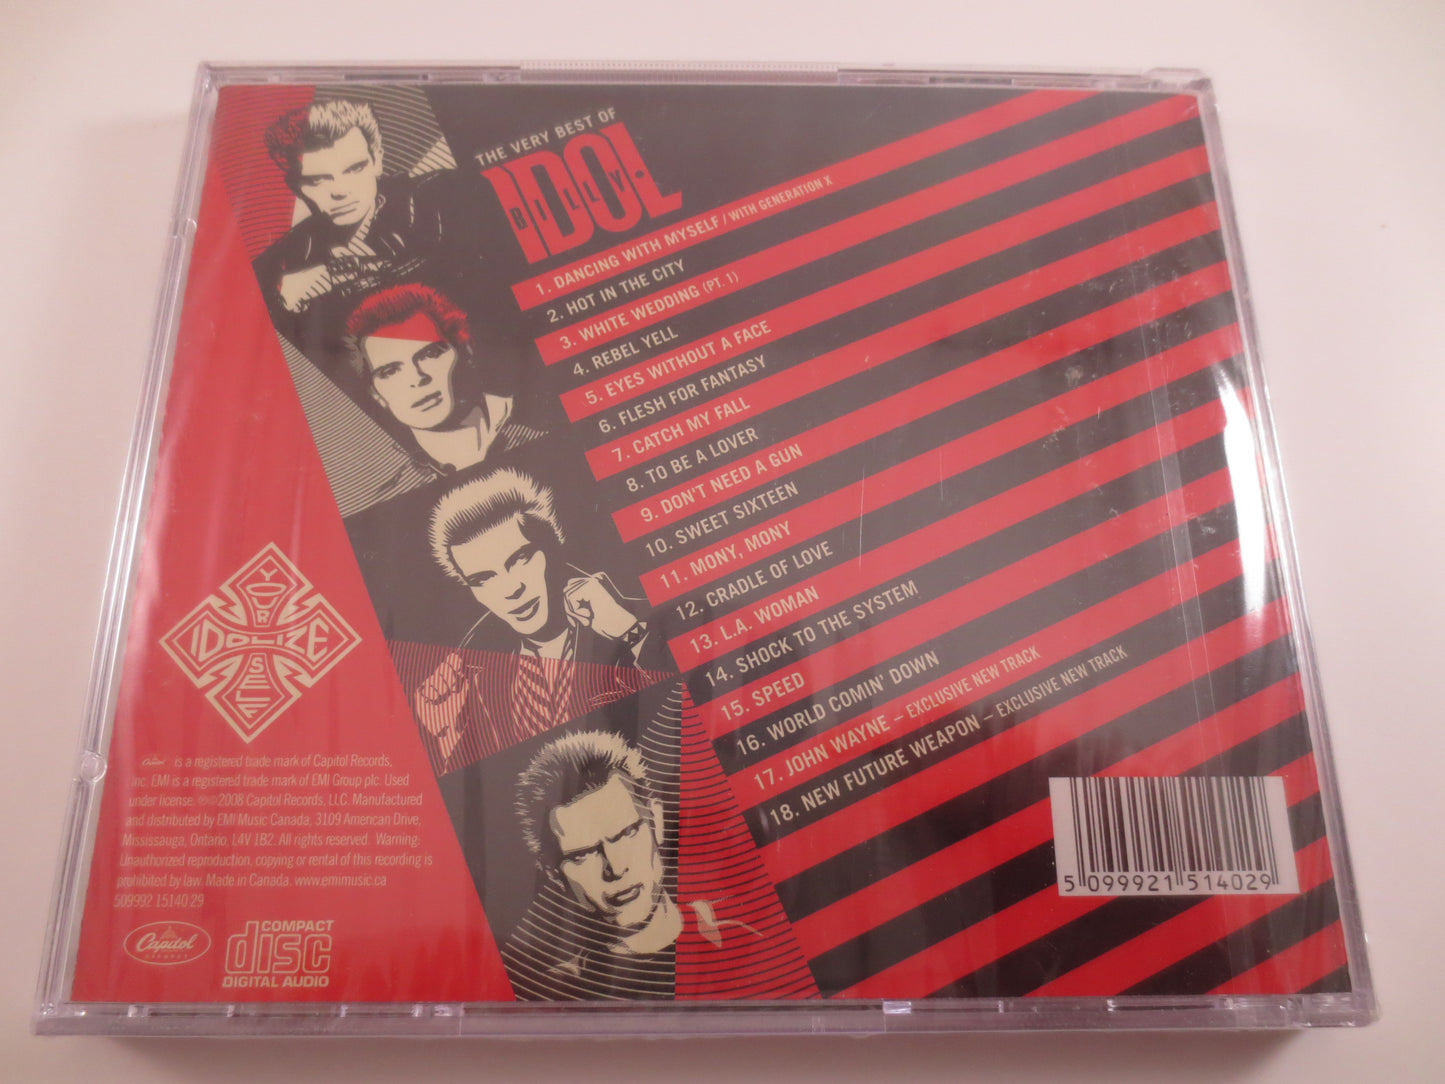 THE VERY BEST OF
BILLY
IDOL
1. DANCING WITH MYSELF / WITH GENERATION X
2. HOT IN THE CITY
3. WHITE WEDDING (PT. 1)
4. REBEL YELL
5. EYES WITHOUT A FACE
6. FLESH FOR FANTASY
7. CATCH MY FALL
8. TO BE A LOVER
9. DON'T NEED A GUN
10. SWEET SIXTEEN
11. MONY, MONY
12. CRADLE OF LOVE
13. L.A. WOMAN
14. SHOCK TO THE SYSTEM
15. SPEED
16. WORLD COMIN' DOWN
17. JOHN WAYNE – EXCLUSIVE NEW TRACK
18. NEW FUTURE WEAPON – EXCLUSIVE NEW TRACK
YOUR
IDOLIZE
SELF
Capitol is a registered trade mark of Capitol Records,
Inc. EMI is a registered trade mark of EMI Group plc. Used
under license. ℗©2008 Capitol Records, LLC. Manufactured
and distributed by EMI Music Canada, 3109 American Drive,
Mississauga, Ontario, L4V 1B2. All rights reserved. Warning:
Unauthorized reproduction, copying or rental of this recording is
prohibited by law. Made in Canada. www.emimusic.ca
509992 15140 29
Capitol
RECORDS
COMPACT
disc
DIGITAL AUDIO
5 099921 514029